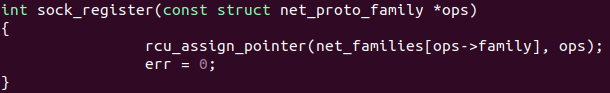 int sock_register(const struct net_proto_family *ops)
{
                rcu_assign_pointer(net_families[ops->family], ops);
                err = 0;
}